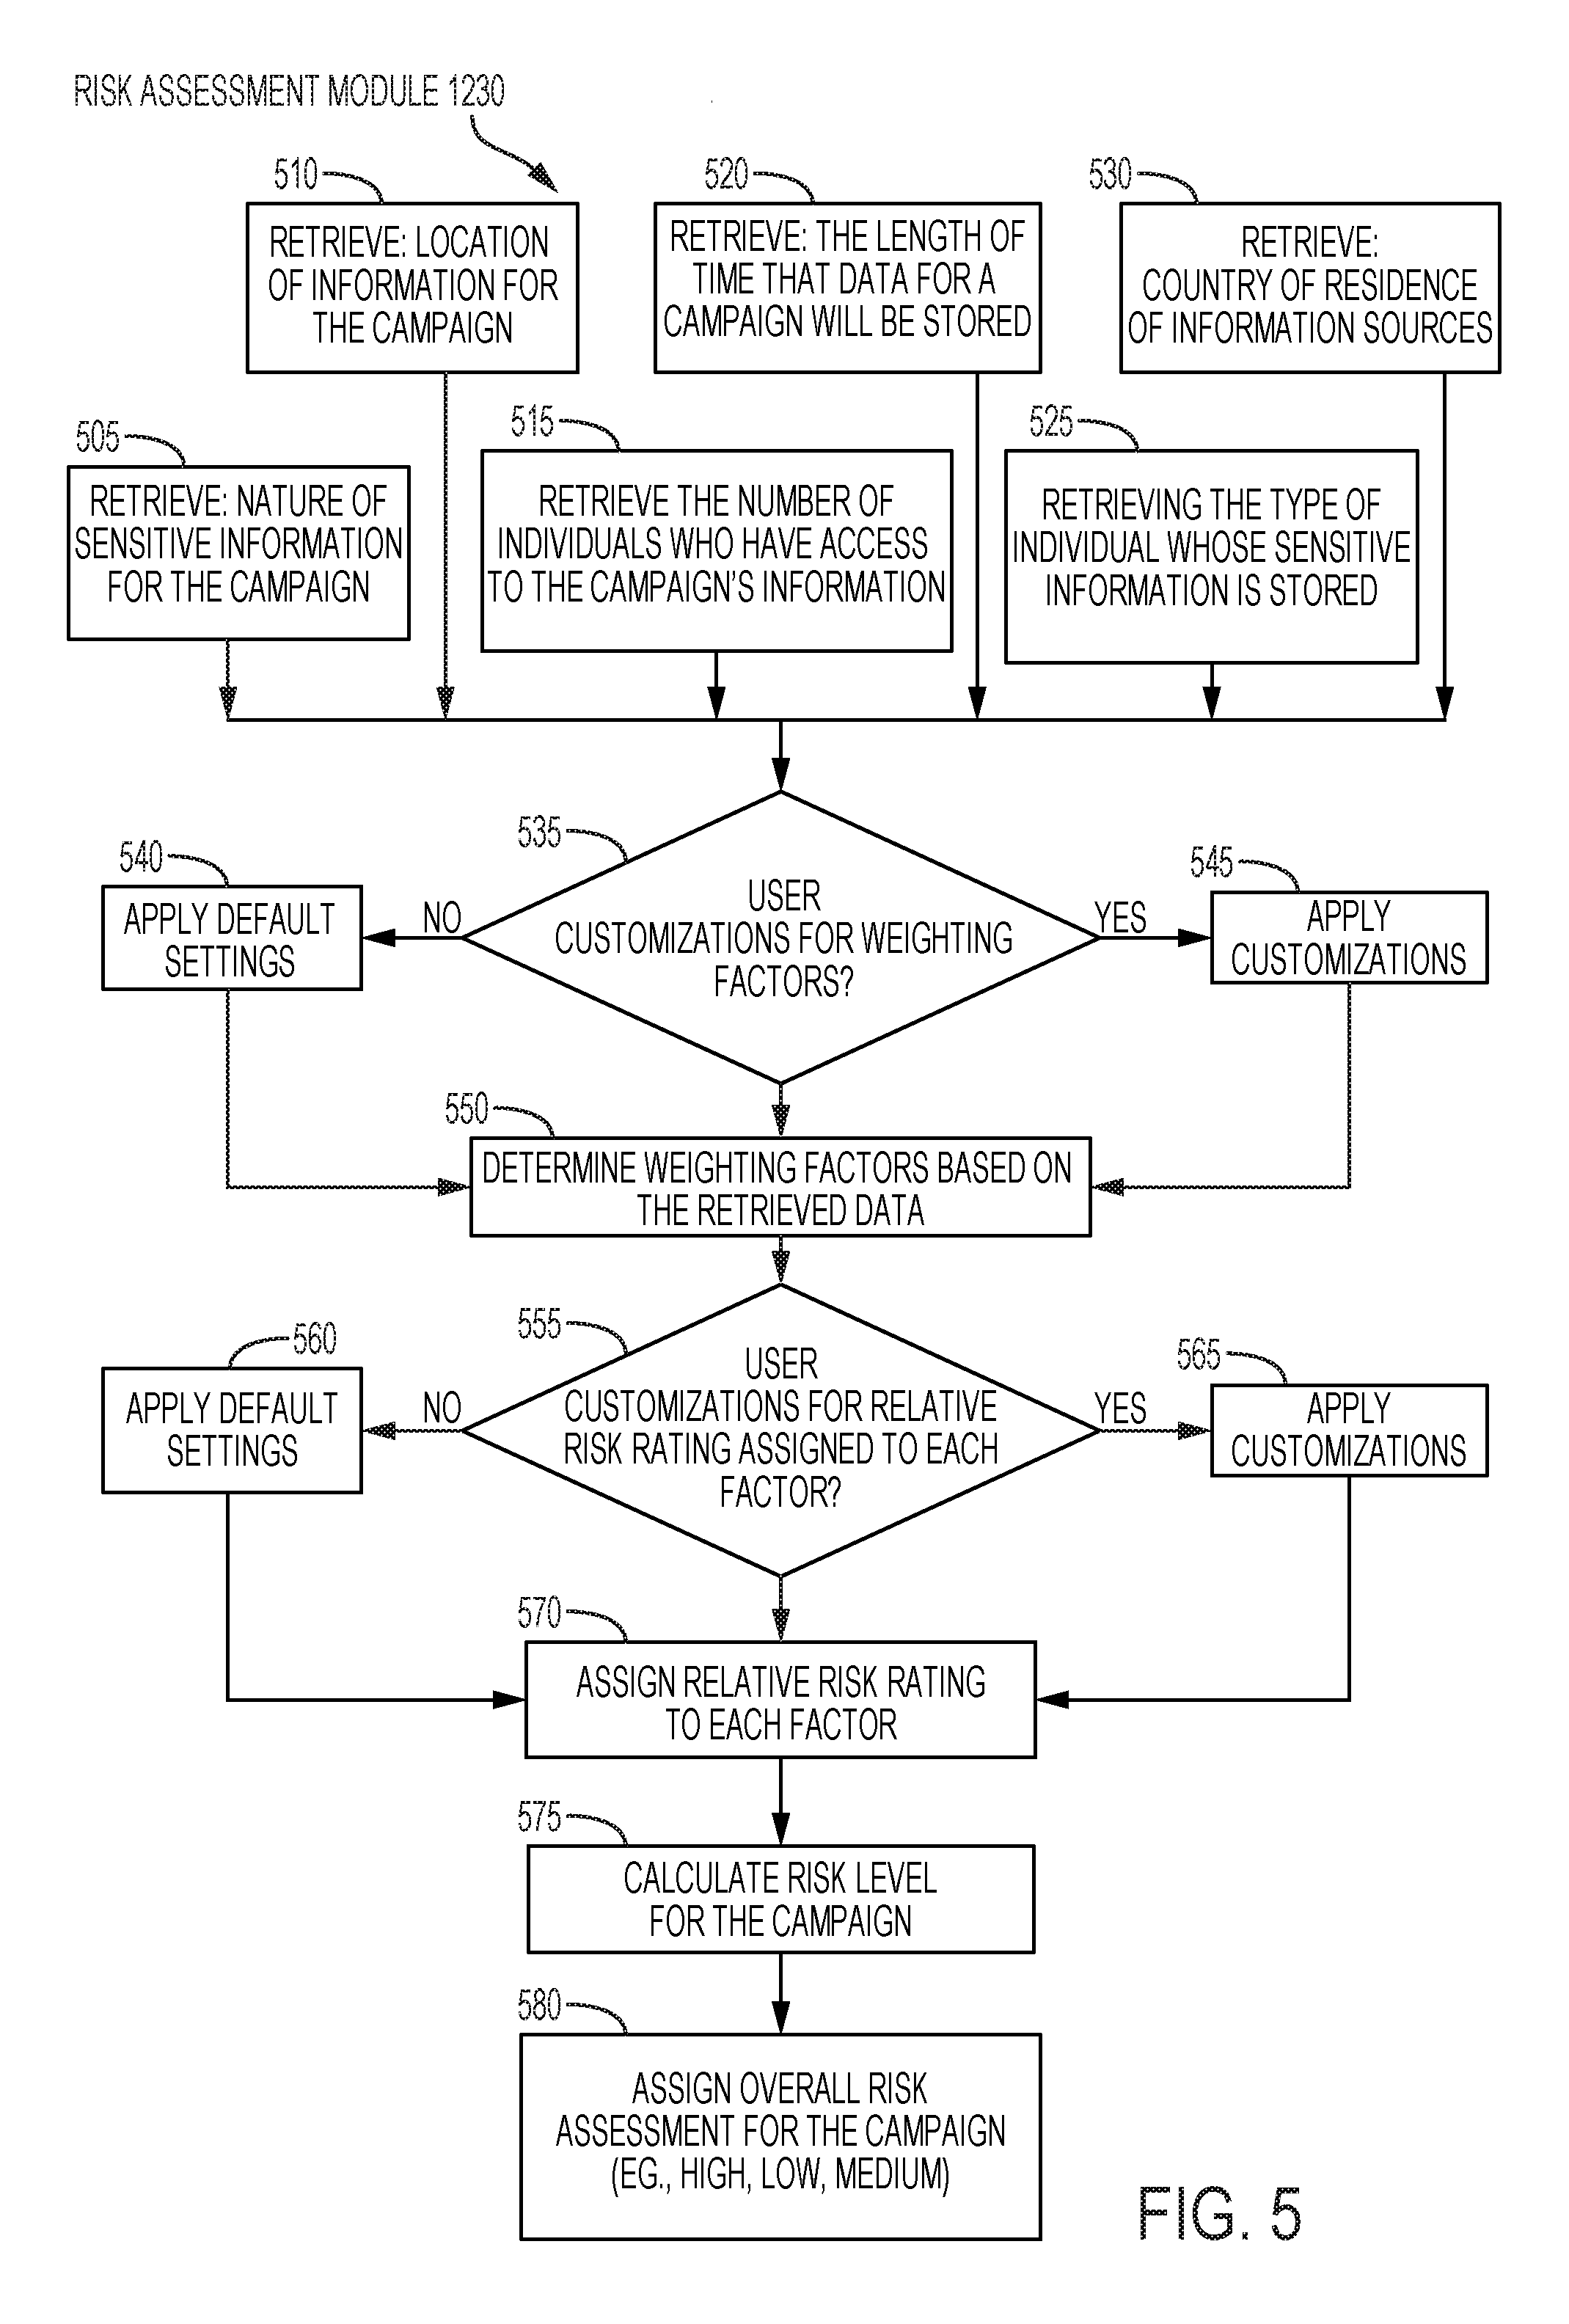 RISK ASSESSMENT MODULE 1230
510
RETRIEVE: LOCATION
OF INFORMATION FOR
THE CAMPAIGN
520
RETRIEVE: THE LENGTH OF
TIME THAT DATA FOR A
CAMPAIGN WILL BE STORED
530
RETRIEVE:
COUNTRY OF RESIDENCE
OF INFORMATION SOURCES
505
RETRIEVE: NATURE OF
SENSITIVE INFORMATION
FOR THE CAMPAIGN
515
RETRIEVE THE NUMBER OF
INDIVIDUALS WHO HAVE ACCESS
TO THE CAMPAIGN'S INFORMATION
525
RETRIEVING THE TYPE OF
INDIVIDUAL WHOSE SENSITIVE
INFORMATION IS STORED
535
USER
CUSTOMIZATIONS FOR WEIGHTING
FACTORS?
NO
YES
540
APPLY DEFAULT
SETTINGS
545
APPLY
CUSTOMIZATIONS
550
DETERMINE WEIGHTING FACTORS BASED ON
THE RETRIEVED DATA
555
USER
CUSTOMIZATIONS FOR RELATIVE
RISK RATING ASSIGNED TO EACH
FACTOR?
NO
YES
560
APPLY DEFAULT
SETTINGS
565
APPLY
CUSTOMIZATIONS
570
ASSIGN RELATIVE RISK RATING
TO EACH FACTOR
575
CALCULATE RISK LEVEL
FOR THE CAMPAIGN
580
ASSIGN OVERALL RISK
ASSESSMENT FOR THE CAMPAIGN
(EG., HIGH, LOW, MEDIUM)
FIG. 5